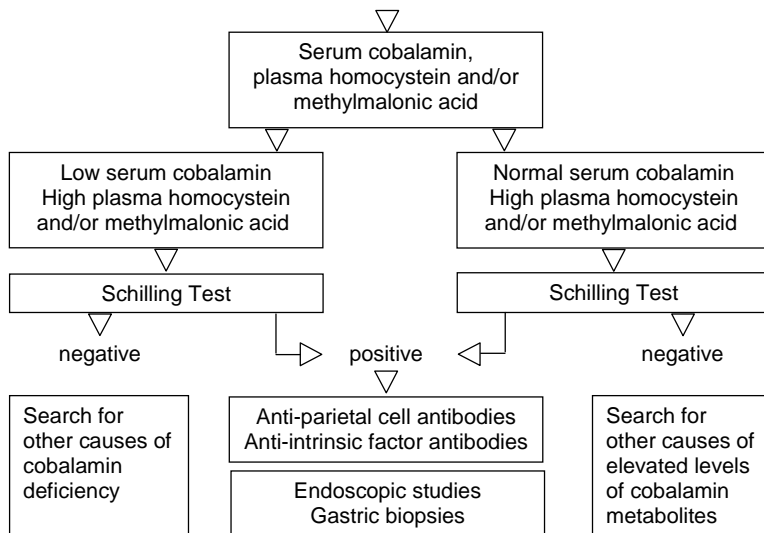 Serum cobalamin,
plasma homocystein and/or
methylmalonic acid
Low serum cobalamin
High plasma homocystein
and/or methylmalonic acid
Normal serum cobalamin
High plasma homocystein
and/or methylmalonic acid
Schilling Test
Schilling Test
negative
positive
negative
Search for
other causes of
cobalamin
deficiency
Anti-parietal cell antibodies
Anti-intrinsic factor antibodies
Endoscopic studies
Gastric biopsies
Search for
other causes of
elevated levels
of cobalamin
metabolites